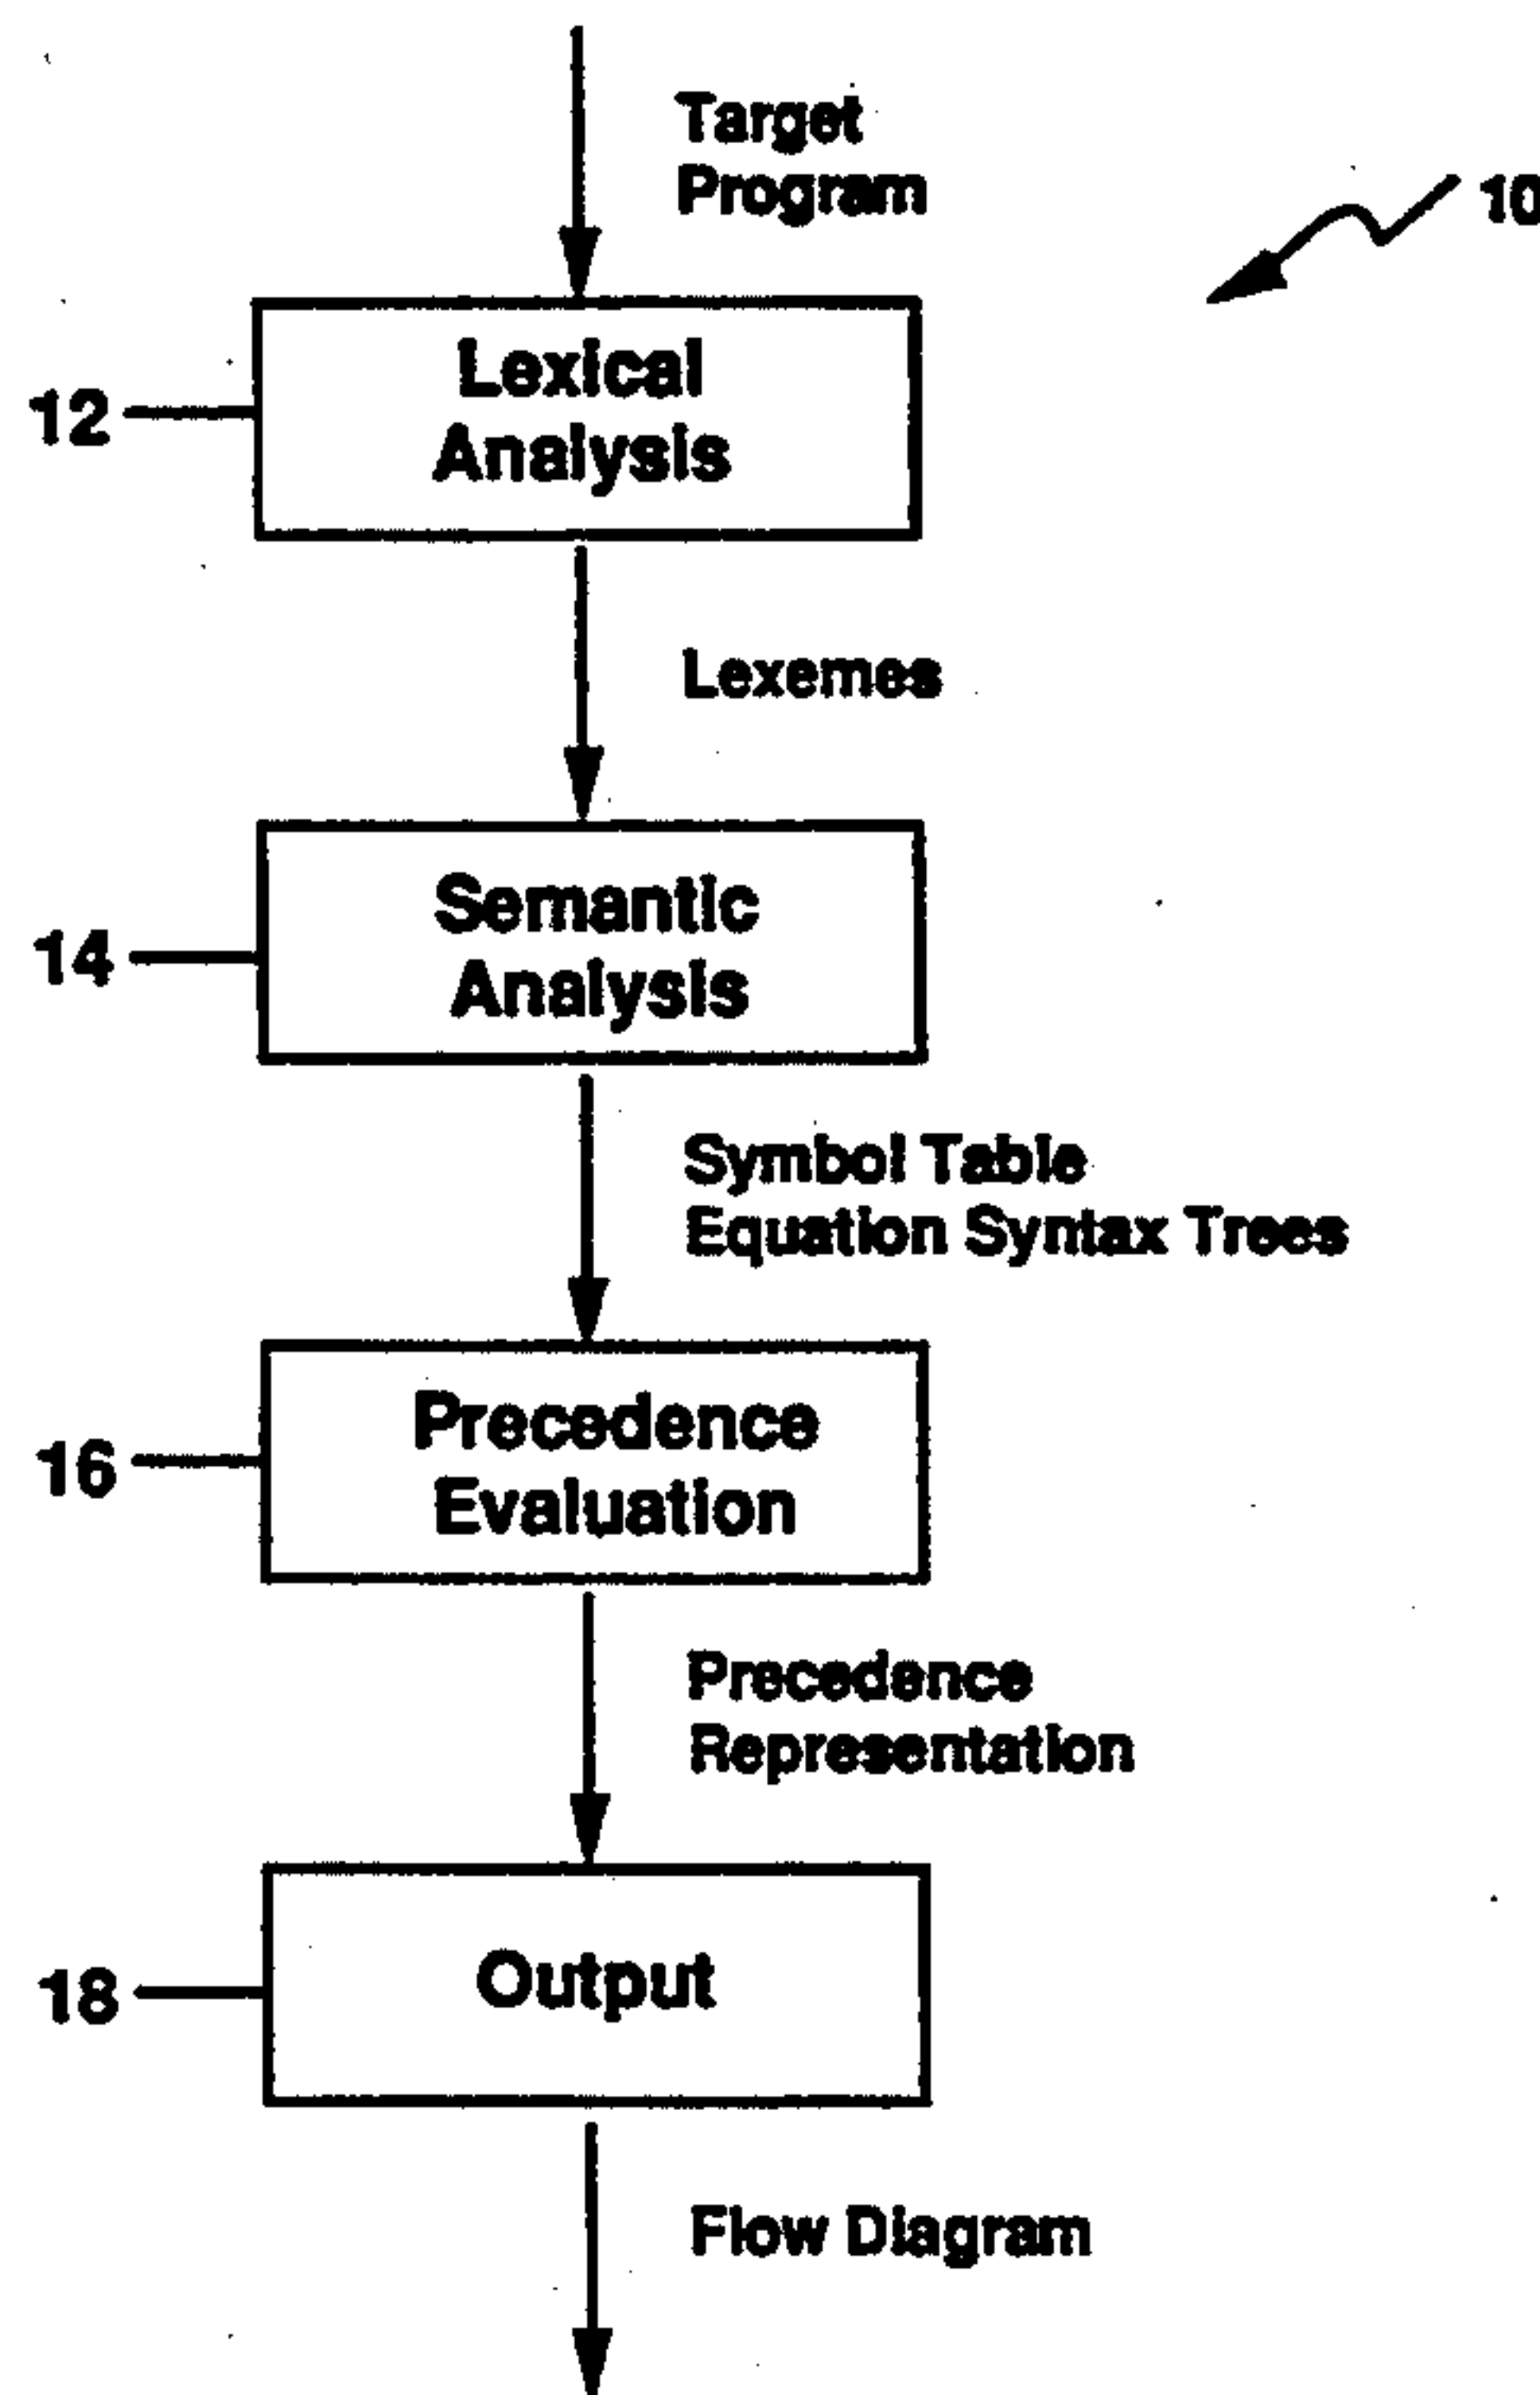 Target
Program
10
Lexical
Analysis
12
Lexemes
Semantic
Analysis
14
Symbol Table
Equation Syntax Trees
Precedence
Evaluation
16
Precedence
Representation
Output
18
Flow Diagram